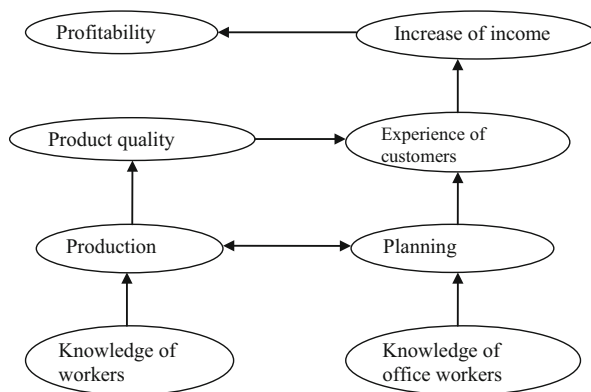 Profitability
Increase of income
Product quality
Experience of
customers
Production
Planning
Knowledge of
workers
Knowledge of
office workers